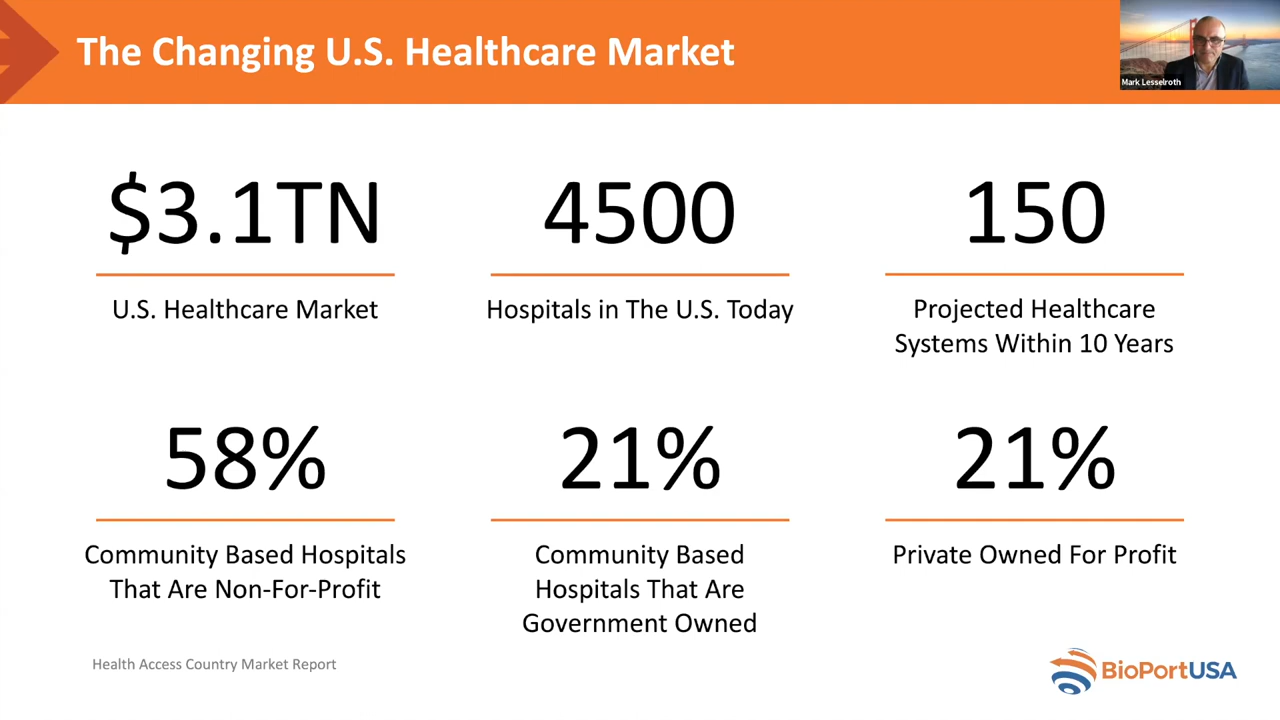 The Changing U.S. Healthcare Market
Mark Lesselroth
$3.1TN
U.S. Healthcare Market
4500
Hospitals in The U.S. Today
150
Projected Healthcare
Systems Within 10 Years
58%
Community Based Hospitals
That Are Non-For-Profit
21%
Community Based
Hospitals That Are
Government Owned
21%
Private Owned For Profit
Health Access Country Market Report
BioPortUSA